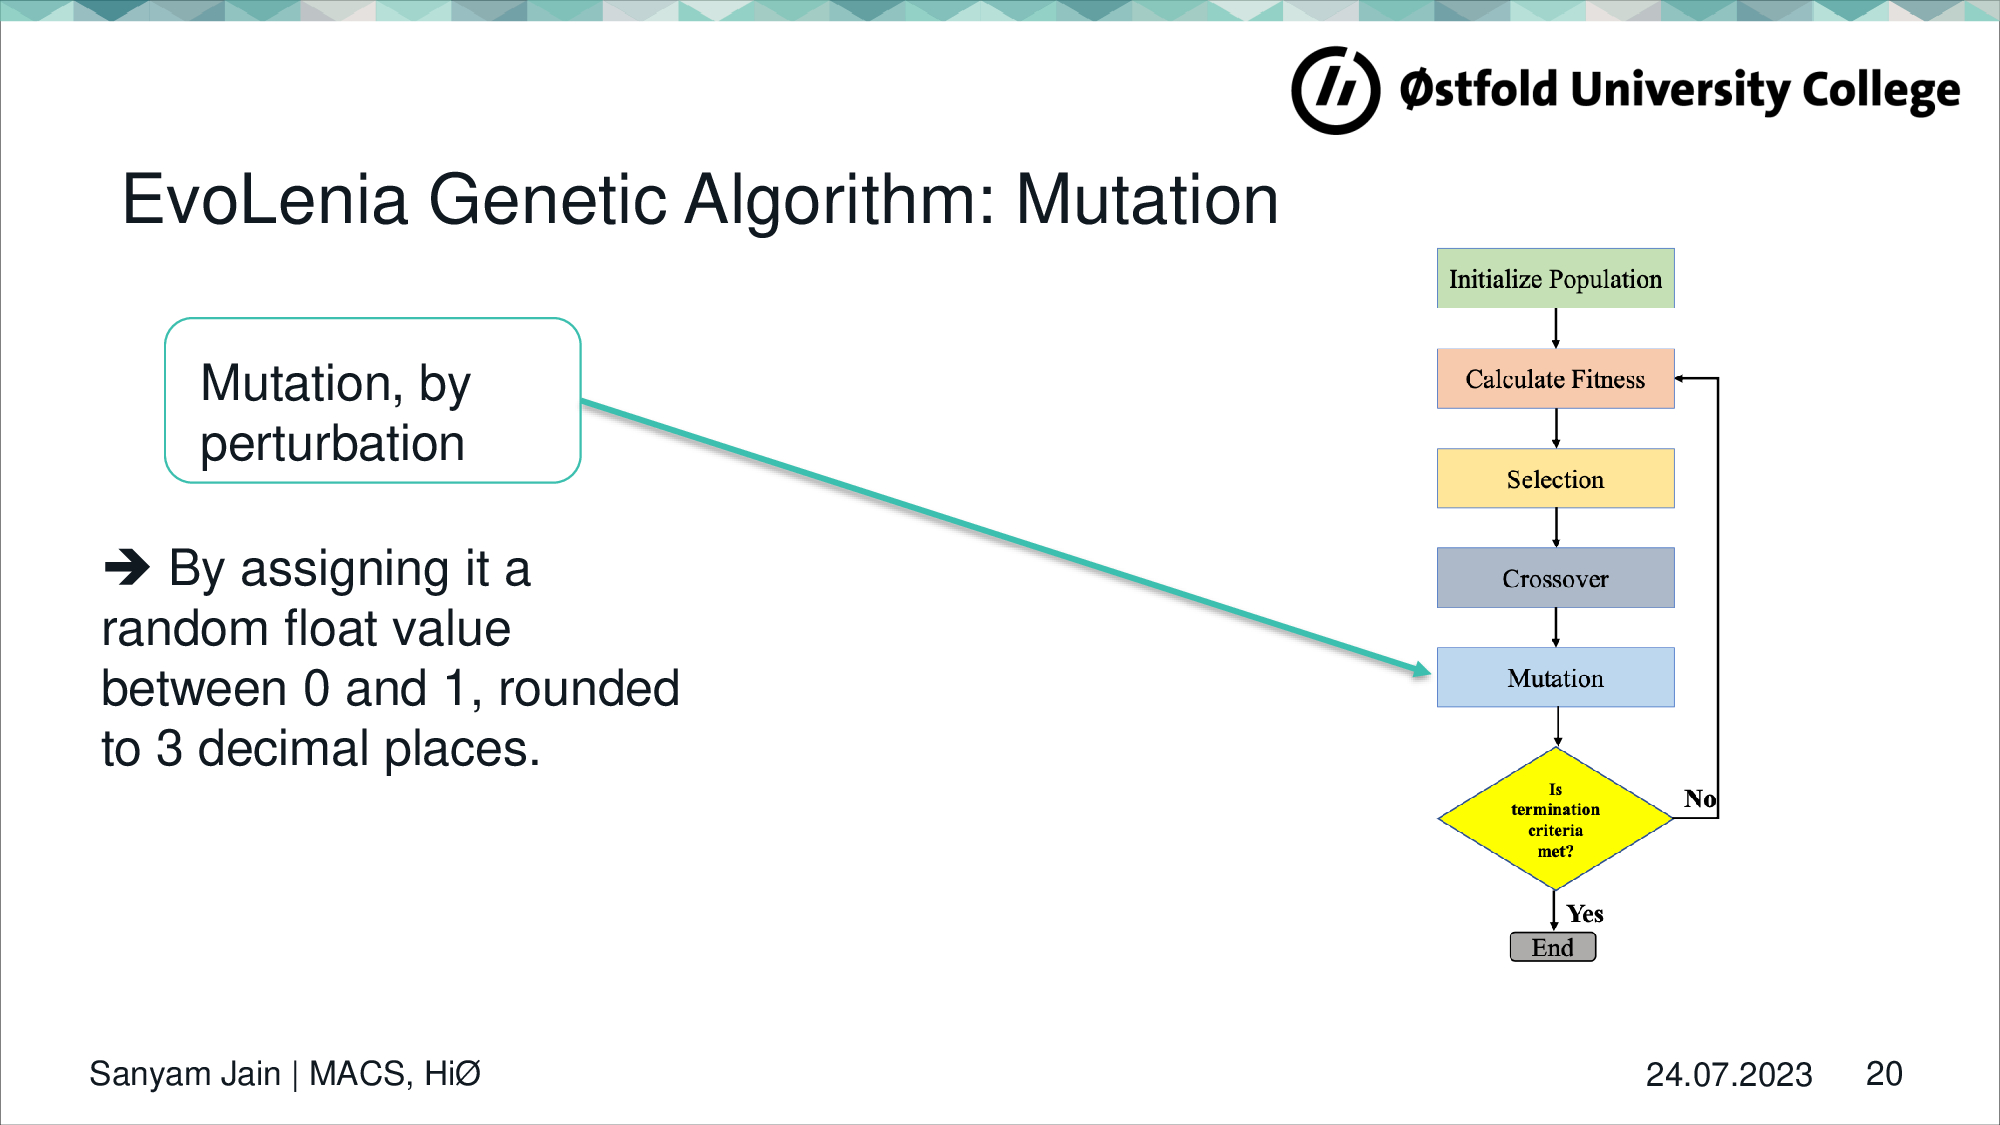 Østfold University College
EvoLenia Genetic Algorithm: Mutation
Mutation, by
perturbation
➔ By assigning it a
random float value
between 0 and 1, rounded
to 3 decimal places.
Initialize Population
Calculate Fitness
Selection
Crossover
Mutation
Is
termination
criteria
met?
No
Yes
End
Sanyam Jain | MACS, HiØ
24.07.2023
20